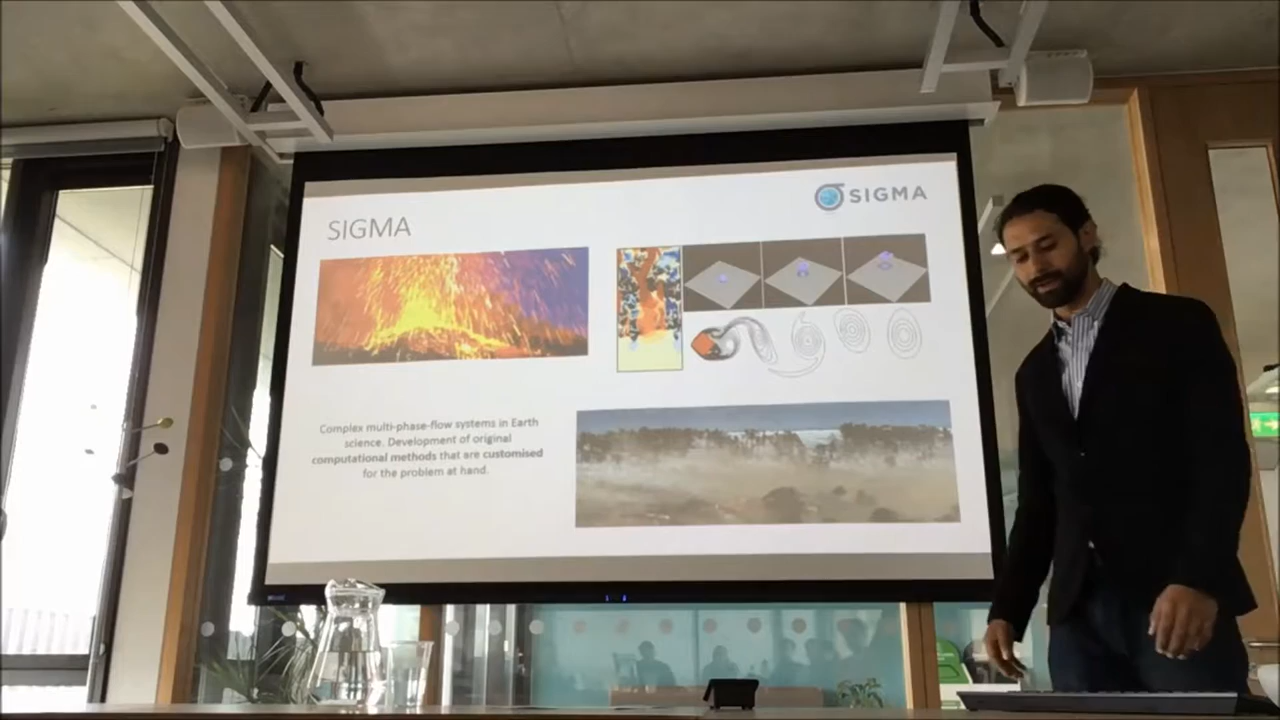 SIGMA
SIGMA
Complex multi-phase-flow systems in Earth
science. Development of original
computational methods that are customised
for the problem at hand.